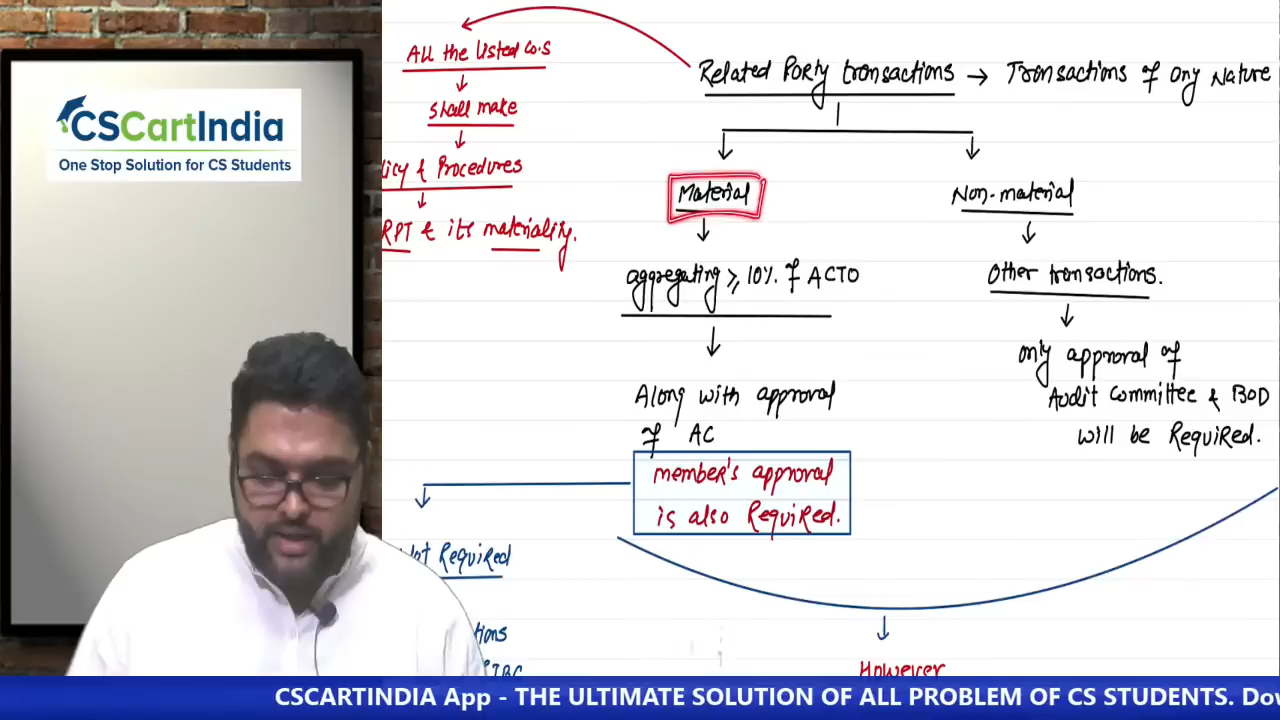 CSCartIndia
One Stop Solution for CS Students
All the listed co.s
shall make
licy & Procedures
RPT & its materiality.
Related Party transactions → Transactions of any Nature
Material
aggregating ≥ 10% of ACTO
Along with approval
of AC
member's approval
is also Required.
Non-material
Other transactions.
only approval of
Audit Committee & BOD
will be Required.
Not Required
tions
IBC
However
CSCARTINDIA App - THE ULTIMATE SOLUTION OF ALL PROBLEM OF CS STUDENTS. Dov